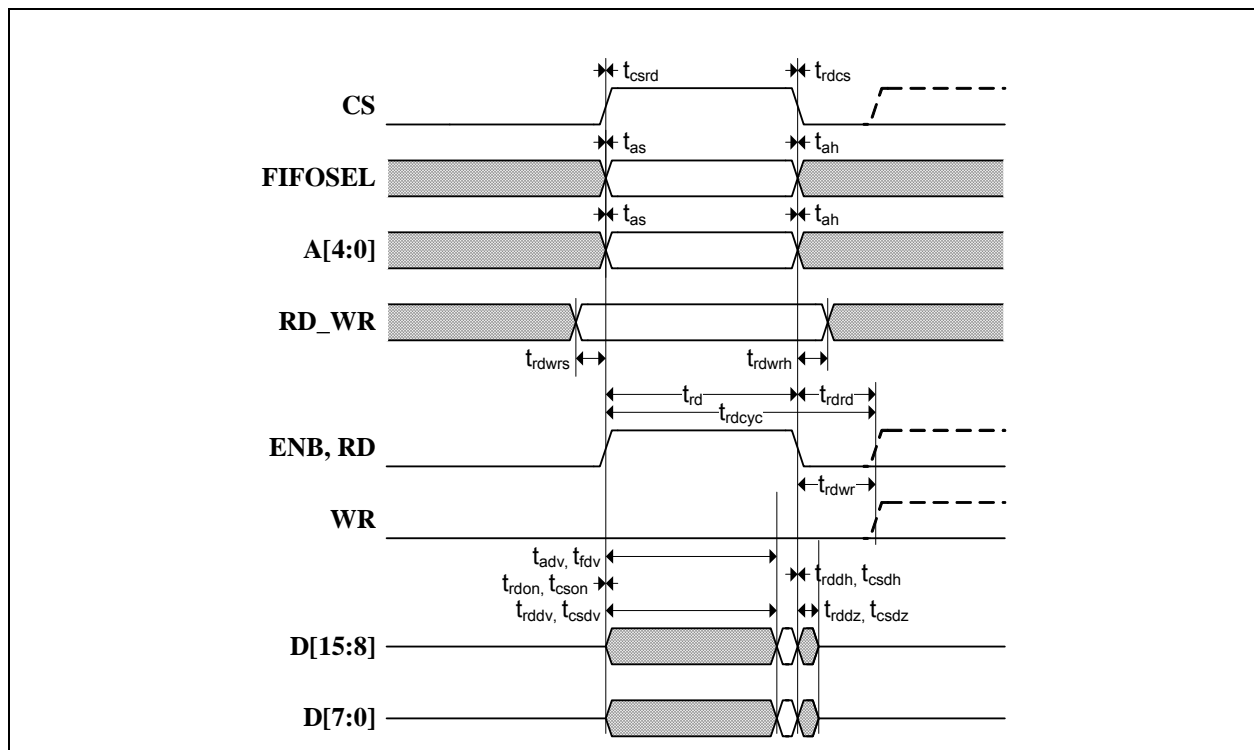 t_csrd t_rdcs
CS
t_as t_ah
FIFOSEL
t_as t_ah
A[4:0]
RD_WR
t_rdwrs t_rdwrh
t_rd t_rdrd
t_rdcyc
ENB, RD
t_rdwr
WR
t_adv, t_fdv
t_rdon, t_cson t_rddh, t_csdh
t_rddv, t_csdv t_rddz, t_csdz
D[15:8]
D[7:0]